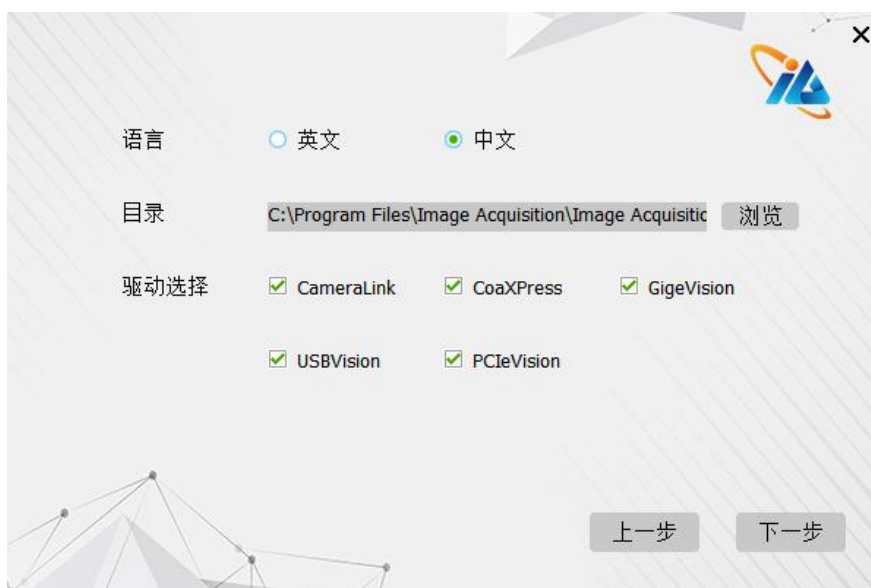 语言 英文 中文
目录 C:\Program Files\Image Acquisition\Image Acquisitic 浏览
驱动选择 CameraLink CoaXPress GigeVision
USBVision PCIeVision
上一步 下一步